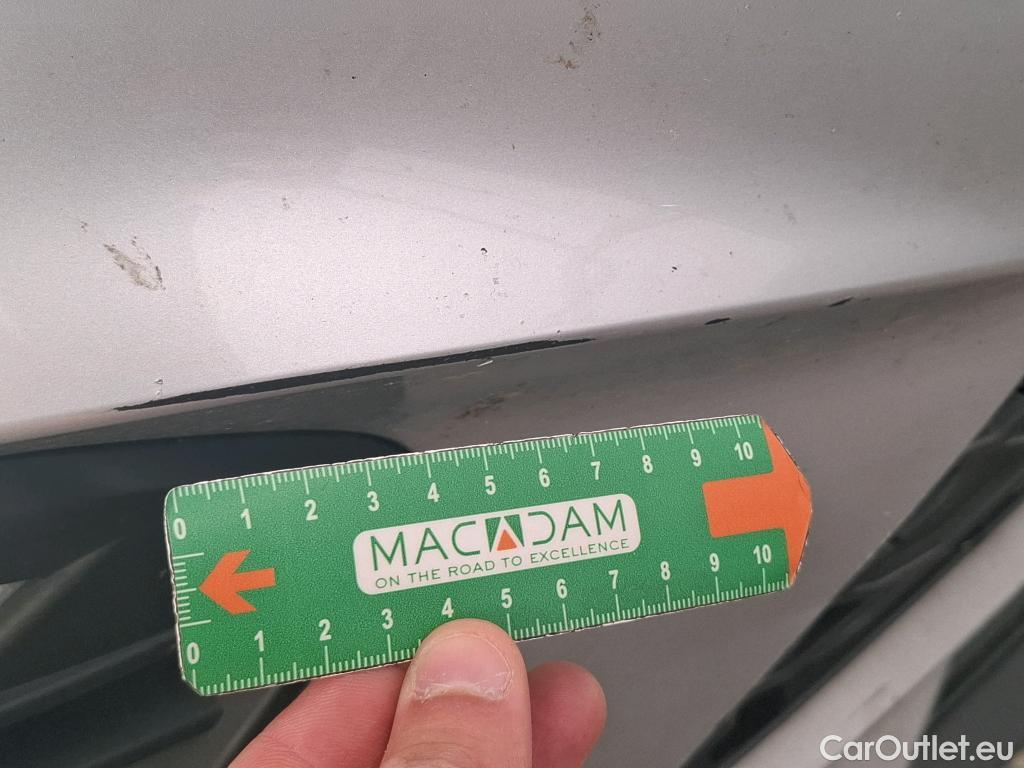 0 1 2 3 4 5 6 7 8 9 10
MACADAM
ON THE ROAD TO EXCELLENCE
0 1 2 3 4 5 6 7 8 9 10
CarOutlet.eu